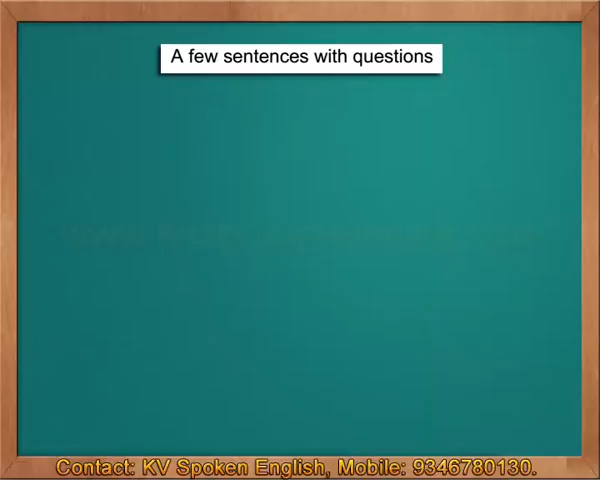 A few sentences with questions
Contact: KV Spoken English, Mobile: 9346780130.